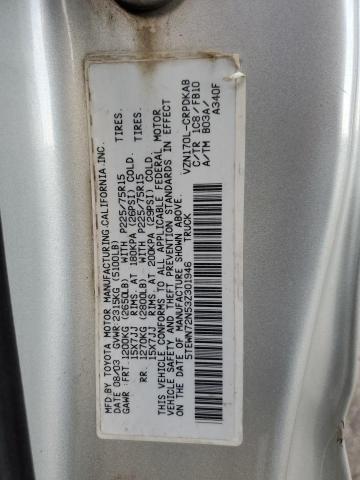 MFD BY TOYOTA MOTOR MANUFACTURING CALIFORNIA, INC.
DATE 08/03 GVWR: 2315KG (5100LB)
GAWR: FRT 1200KG (2650LB) WITH P225/75R15 TIRES.
15X7JJ RIMS. AT 180KPA (26PSI) COLD.
RR. 1270KG (2800LB) WITH P225/75R15 TIRES.
15X7JJ RIMS. AT 200KPA (29PSI) COLD.
THIS VEHICLE CONFORMS TO ALL APPLICABLE FEDERAL MOTOR
VEHICLE SAFETY AND THEFT PREVENTION STANDARDS IN EFFECT
ON THE DATE OF MANUFACTURE SHOWN ABOVE.
5TEWN72N53Z301946 TRUCK
VZN170L-CRPDKAB
C/TR 1C8 /FB10
A/TM B03A/
A340F